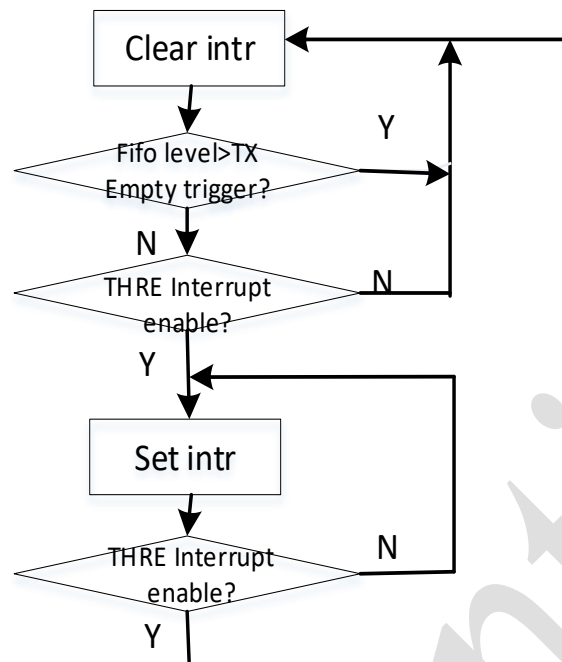 Clear intr
Y
Fifo level>TX
Empty trigger?
N
THRE Interrupt
enable?
N
Y
Set intr
THRE Interrupt
enable?
N
Y